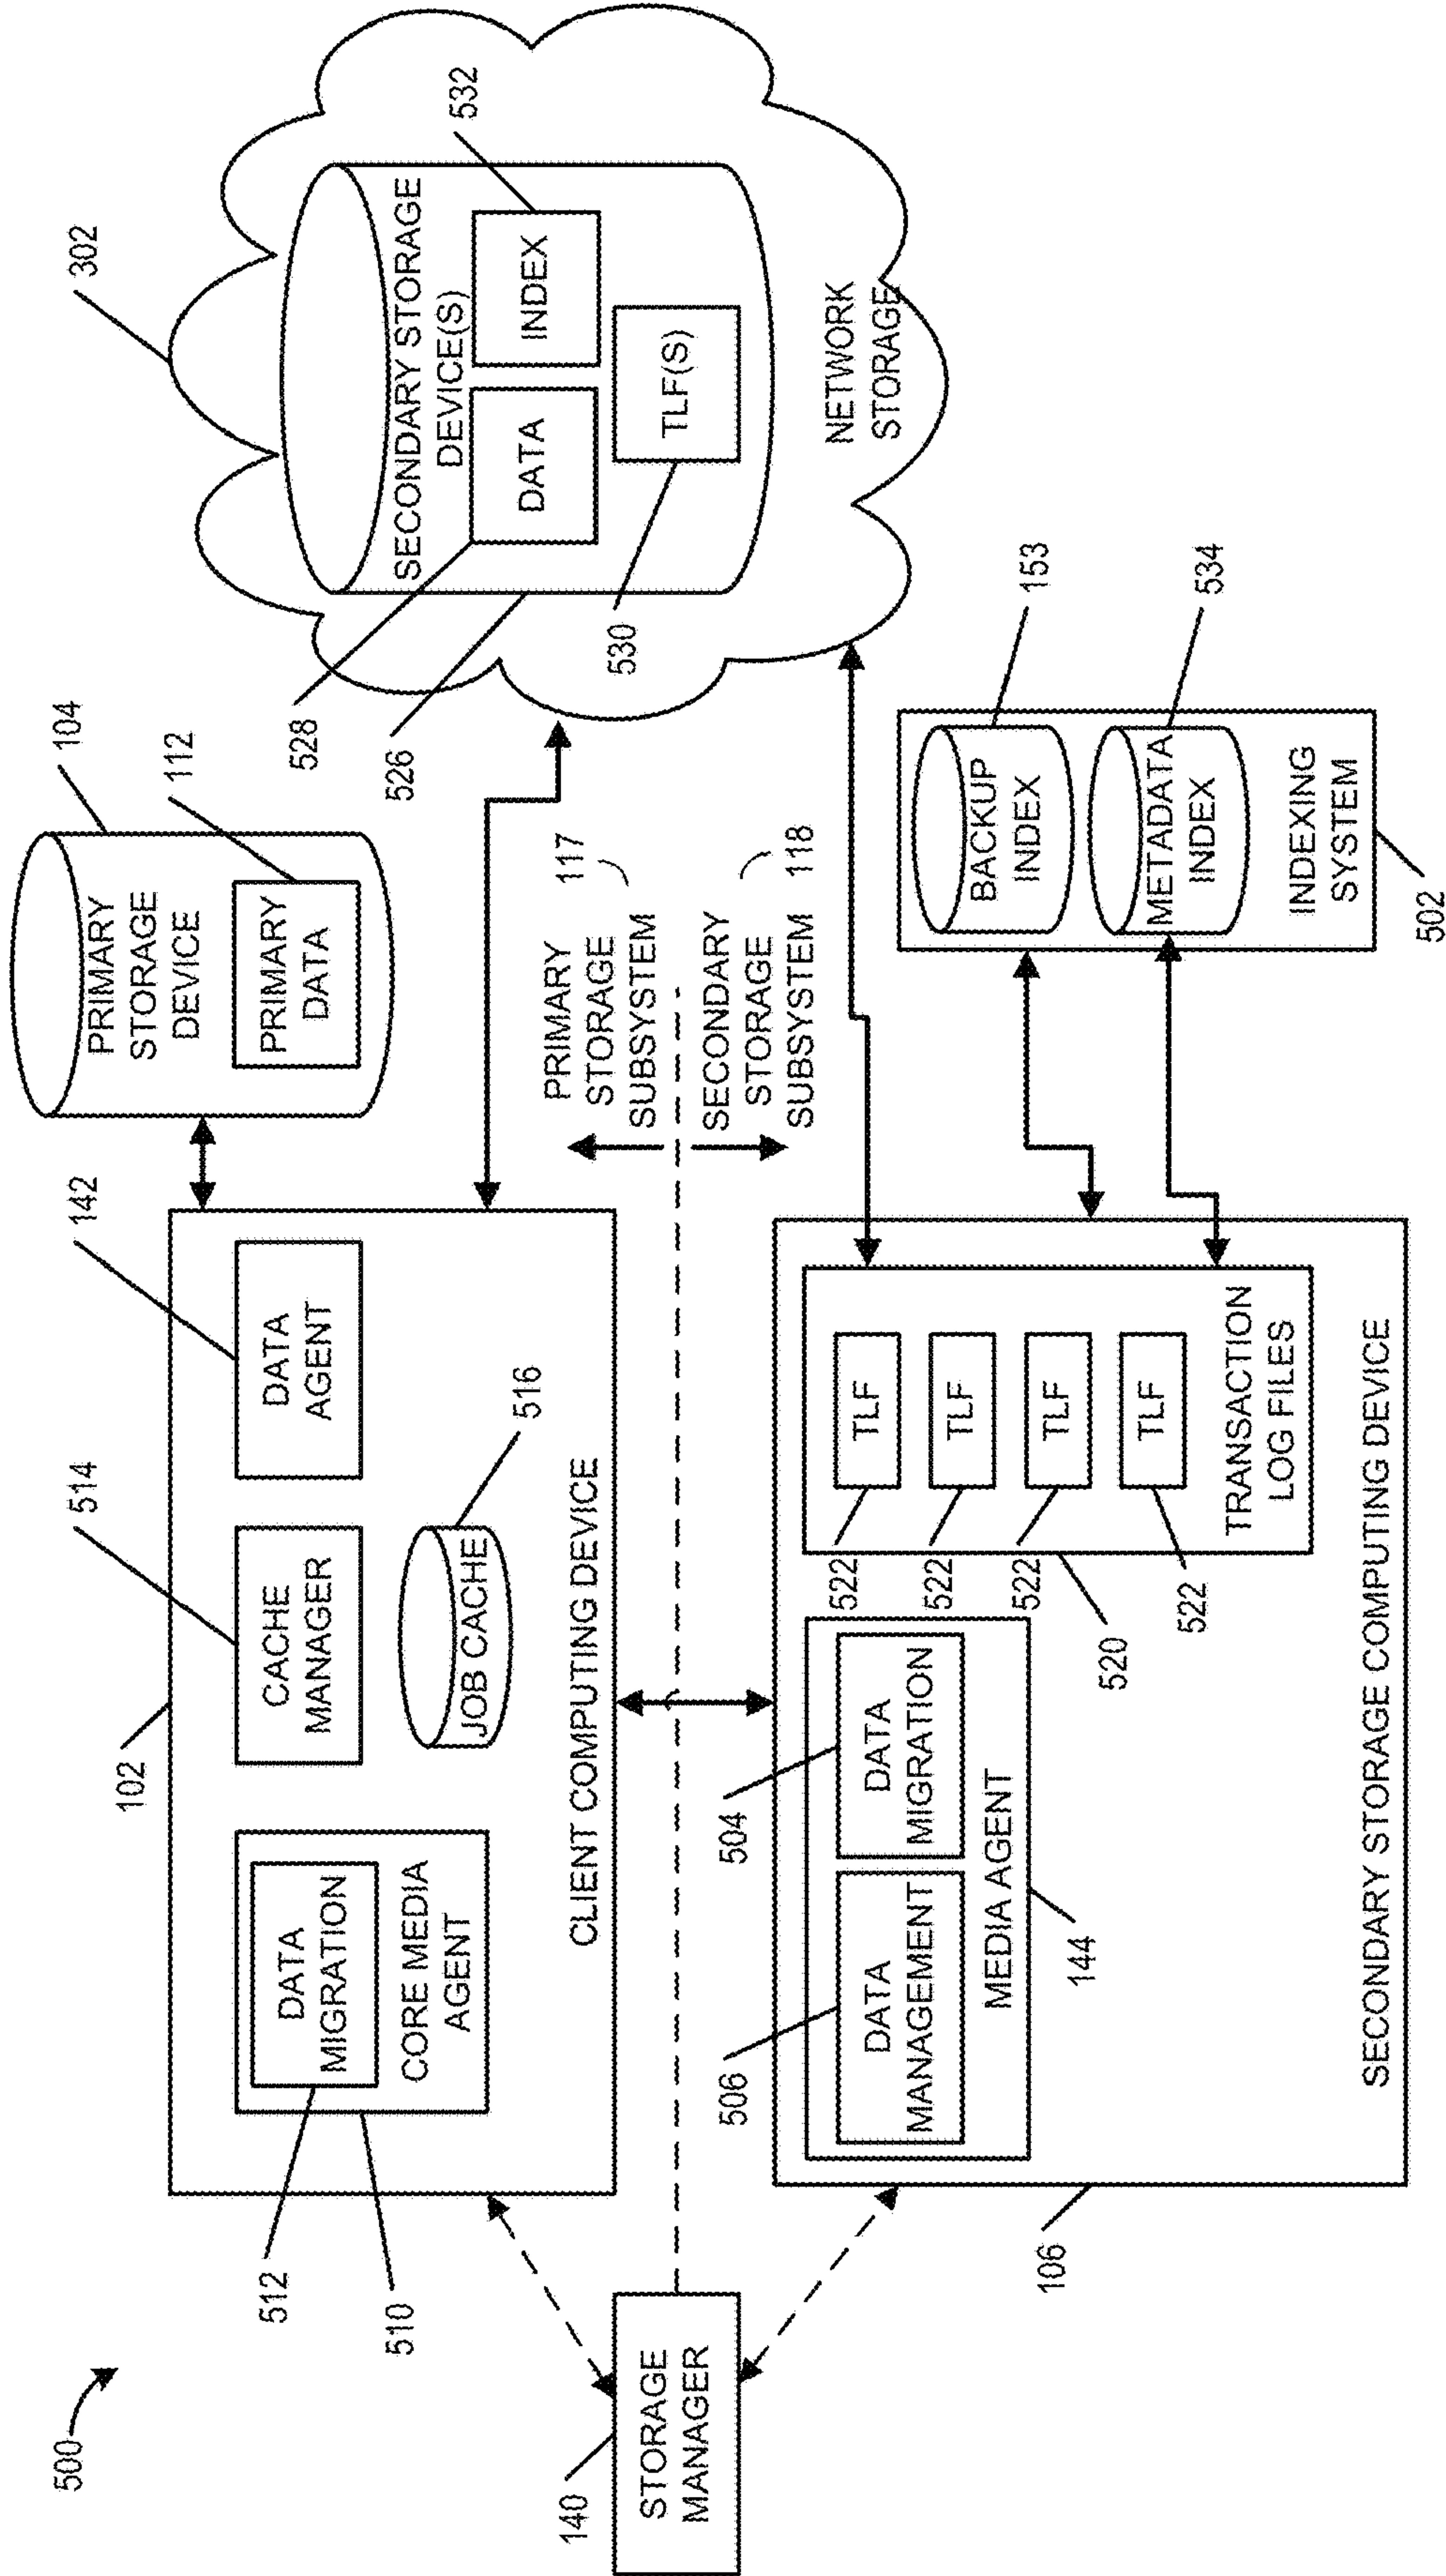 500
102
512
510
DATA
MIGRATION
CORE MEDIA
AGENT
514
CACHE
MANAGER
516
JOB CACHE
142
DATA
AGENT
CLIENT COMPUTING DEVICE
104
PRIMARY
STORAGE
DEVICE
112
PRIMARY
DATA
302
SECONDARY STORAGE
DEVICE(S)
528
DATA
532
INDEX
526
530
TLF(S)
NETWORK
STORAGE
140
STORAGE
MANAGER
PRIMARY
STORAGE
SUBSYSTEM
117
SECONDARY
STORAGE
SUBSYSTEM
118
506
DATA
MANAGEMENT
504
DATA
MIGRATION
MEDIA AGENT
144
522
TLF
522
TLF
522
TLF
522
TLF
520
TRANSACTION
LOG FILES
SECONDARY STORAGE COMPUTING DEVICE
106
153
BACKUP
INDEX
534
METADATA
INDEX
INDEXING
SYSTEM
502